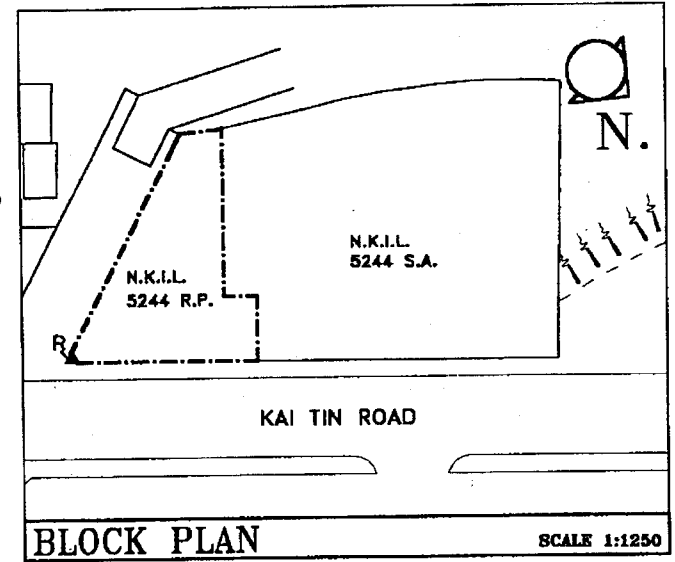 N.
N.K.I.L.
5244 S.A.
N.K.I.L.
5244 R.P.
R
KAI TIN ROAD
BLOCK PLAN
SCALE 1:1250